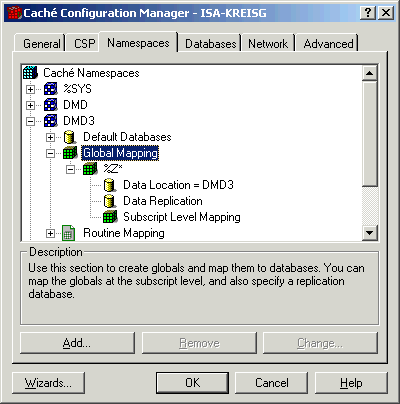 Caché Configuration Manager - ISA-KREISG
General CSP Namespaces Databases Network Advanced
Caché Namespaces
%SYS
DMD
DMD3
Default Databases
Global Mapping
%Z*
Data Location = DMD3
Data Replication
Subscript Level Mapping
Routine Mapping
Description
Use this section to create globals and map them to databases. You can
map the globals at the subscript level, and also specify a replication
database.
Add... Remove Change...
Wizards... OK Cancel Help